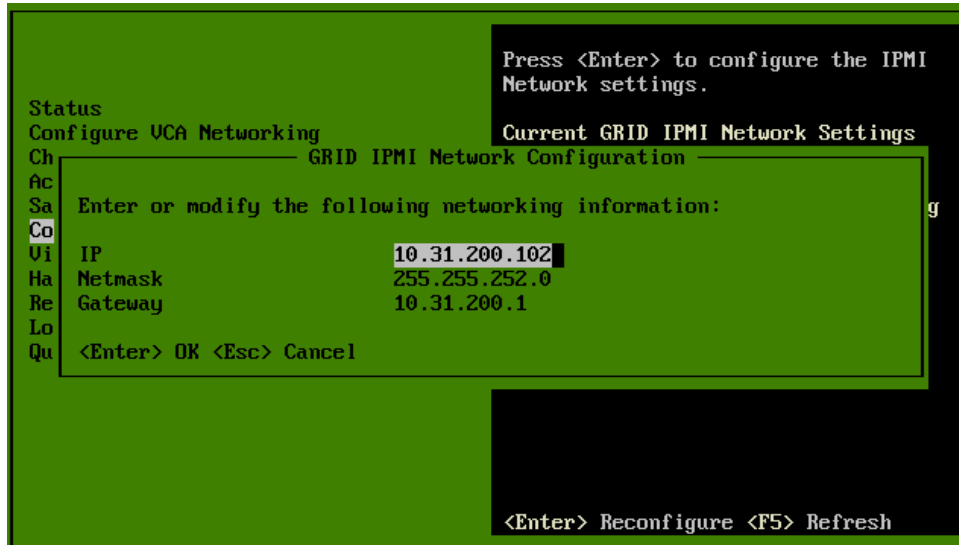 Press <Enter> to configure the IPMI
Network settings.
Status
Configure VCA Networking
Current GRID IPMI Network Settings
Ch
GRID IPMI Network Configuration
Ac
Sa
Enter or modify the following networking information:
g
Co
Vi
IP 10.31.200.102
Ha
Netmask 255.255.252.0
Re
Gateway 10.31.200.1
Lo
Qu
<Enter> OK <Esc> Cancel
<Enter> Reconfigure <F5> Refresh